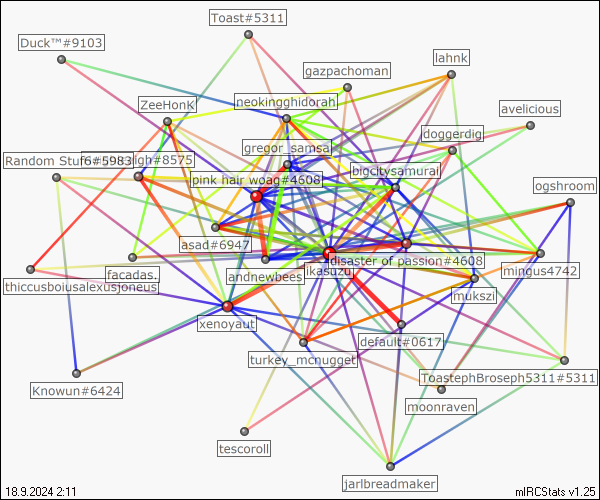 Toast#5311
Duck™#9103
lahnk
gazpachoman
ZeeHonK
neokingghidorah
avelicious
doggerdig
gregor_samsa
Random Stuf
6#5983
igh#8575
bigcitysamurai
pink hair woag#4608
ogshroom
asad#6947
disaster of passion#4608
ikasuzu
mingus4742
facadas.
andnewbees
thiccusboiusalexusjoneus
mukszi
xenoyaut
default#0617
turkey_mcnugget
ToastephBroseph5311#5311
Knowun#6424
moonraven
tescoroll
jarlbreadmaker
18.9.2024 2:11
mIRCStats v1.25